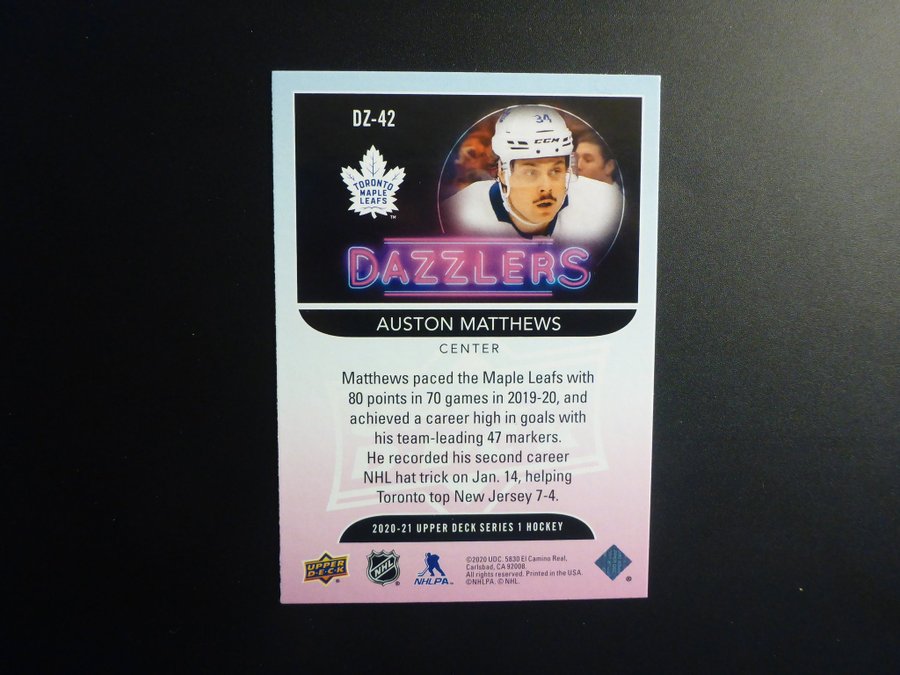 DZ-42
34
CCM
TORONTO
MAPLE
LEAFS
TM
DAZZLERS
AUSTON MATTHEWS
CENTER
Matthews paced the Maple Leafs with
80 points in 70 games in 2019-20, and
achieved a career high in goals with
his team-leading 47 markers.
He recorded his second career
NHL hat trick on Jan. 14, helping
Toronto top New Jersey 7-4.
2020-21 UPPER DECK SERIES 1 HOCKEY
UPPER
DECK
®
NHL
NHLPA
©2020 UDC. 5830 El Camino Real,
Carlsbad, CA 92008.
All rights reserved. Printed in the USA.
©NHLPA. © NHL.
®